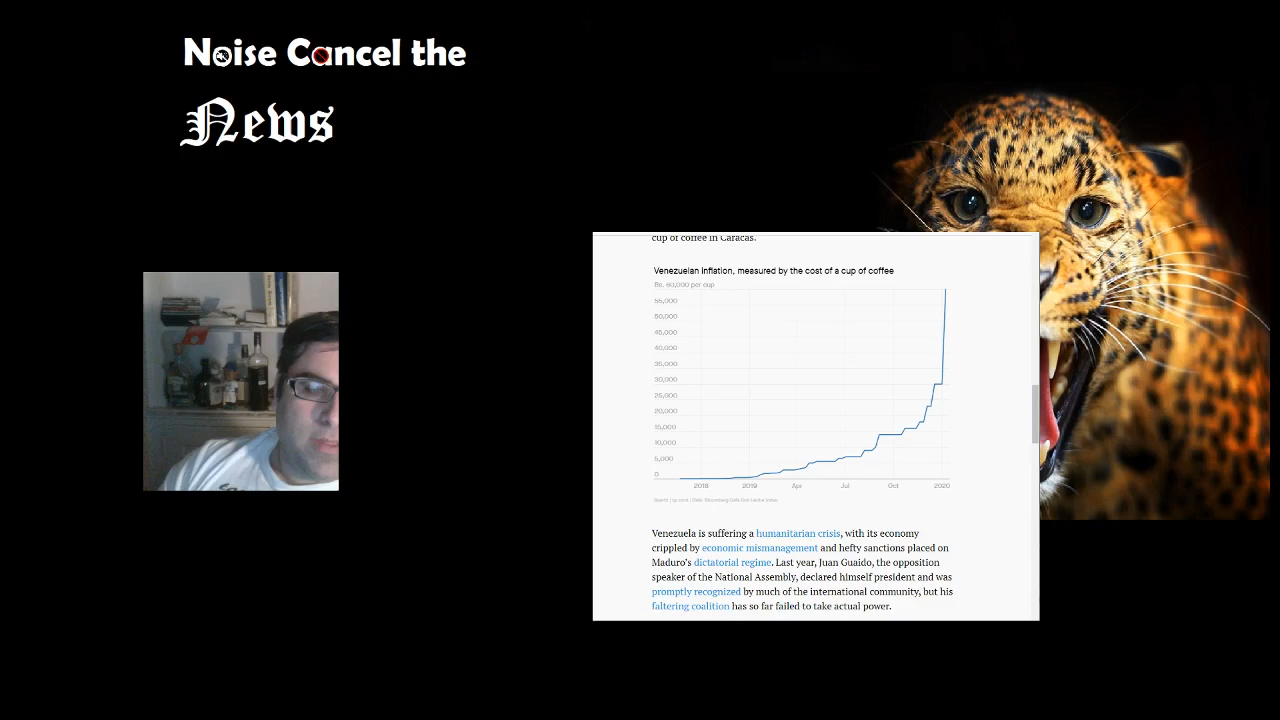 Noise Cancel the
News
cup of coffee in Caracas.
Venezuelan inflation, measured by the cost of a cup of coffee
Bs. 60,000 per cup
55,000
50,000
45,000
40,000
35,000
30,000
25,000
20,000
15,000
10,000
5,000
0
2018 2019 Apr Jul Oct 2020
Venezuela is suffering a humanitarian crisis, with its economy
crippled by economic mismanagement and hefty sanctions placed on
Maduro's dictatorial regime. Last year, Juan Guaido, the opposition
speaker of the National Assembly, declared himself president and was
promptly recognized by much of the international community, but his
faltering coalition has so far failed to take actual power.